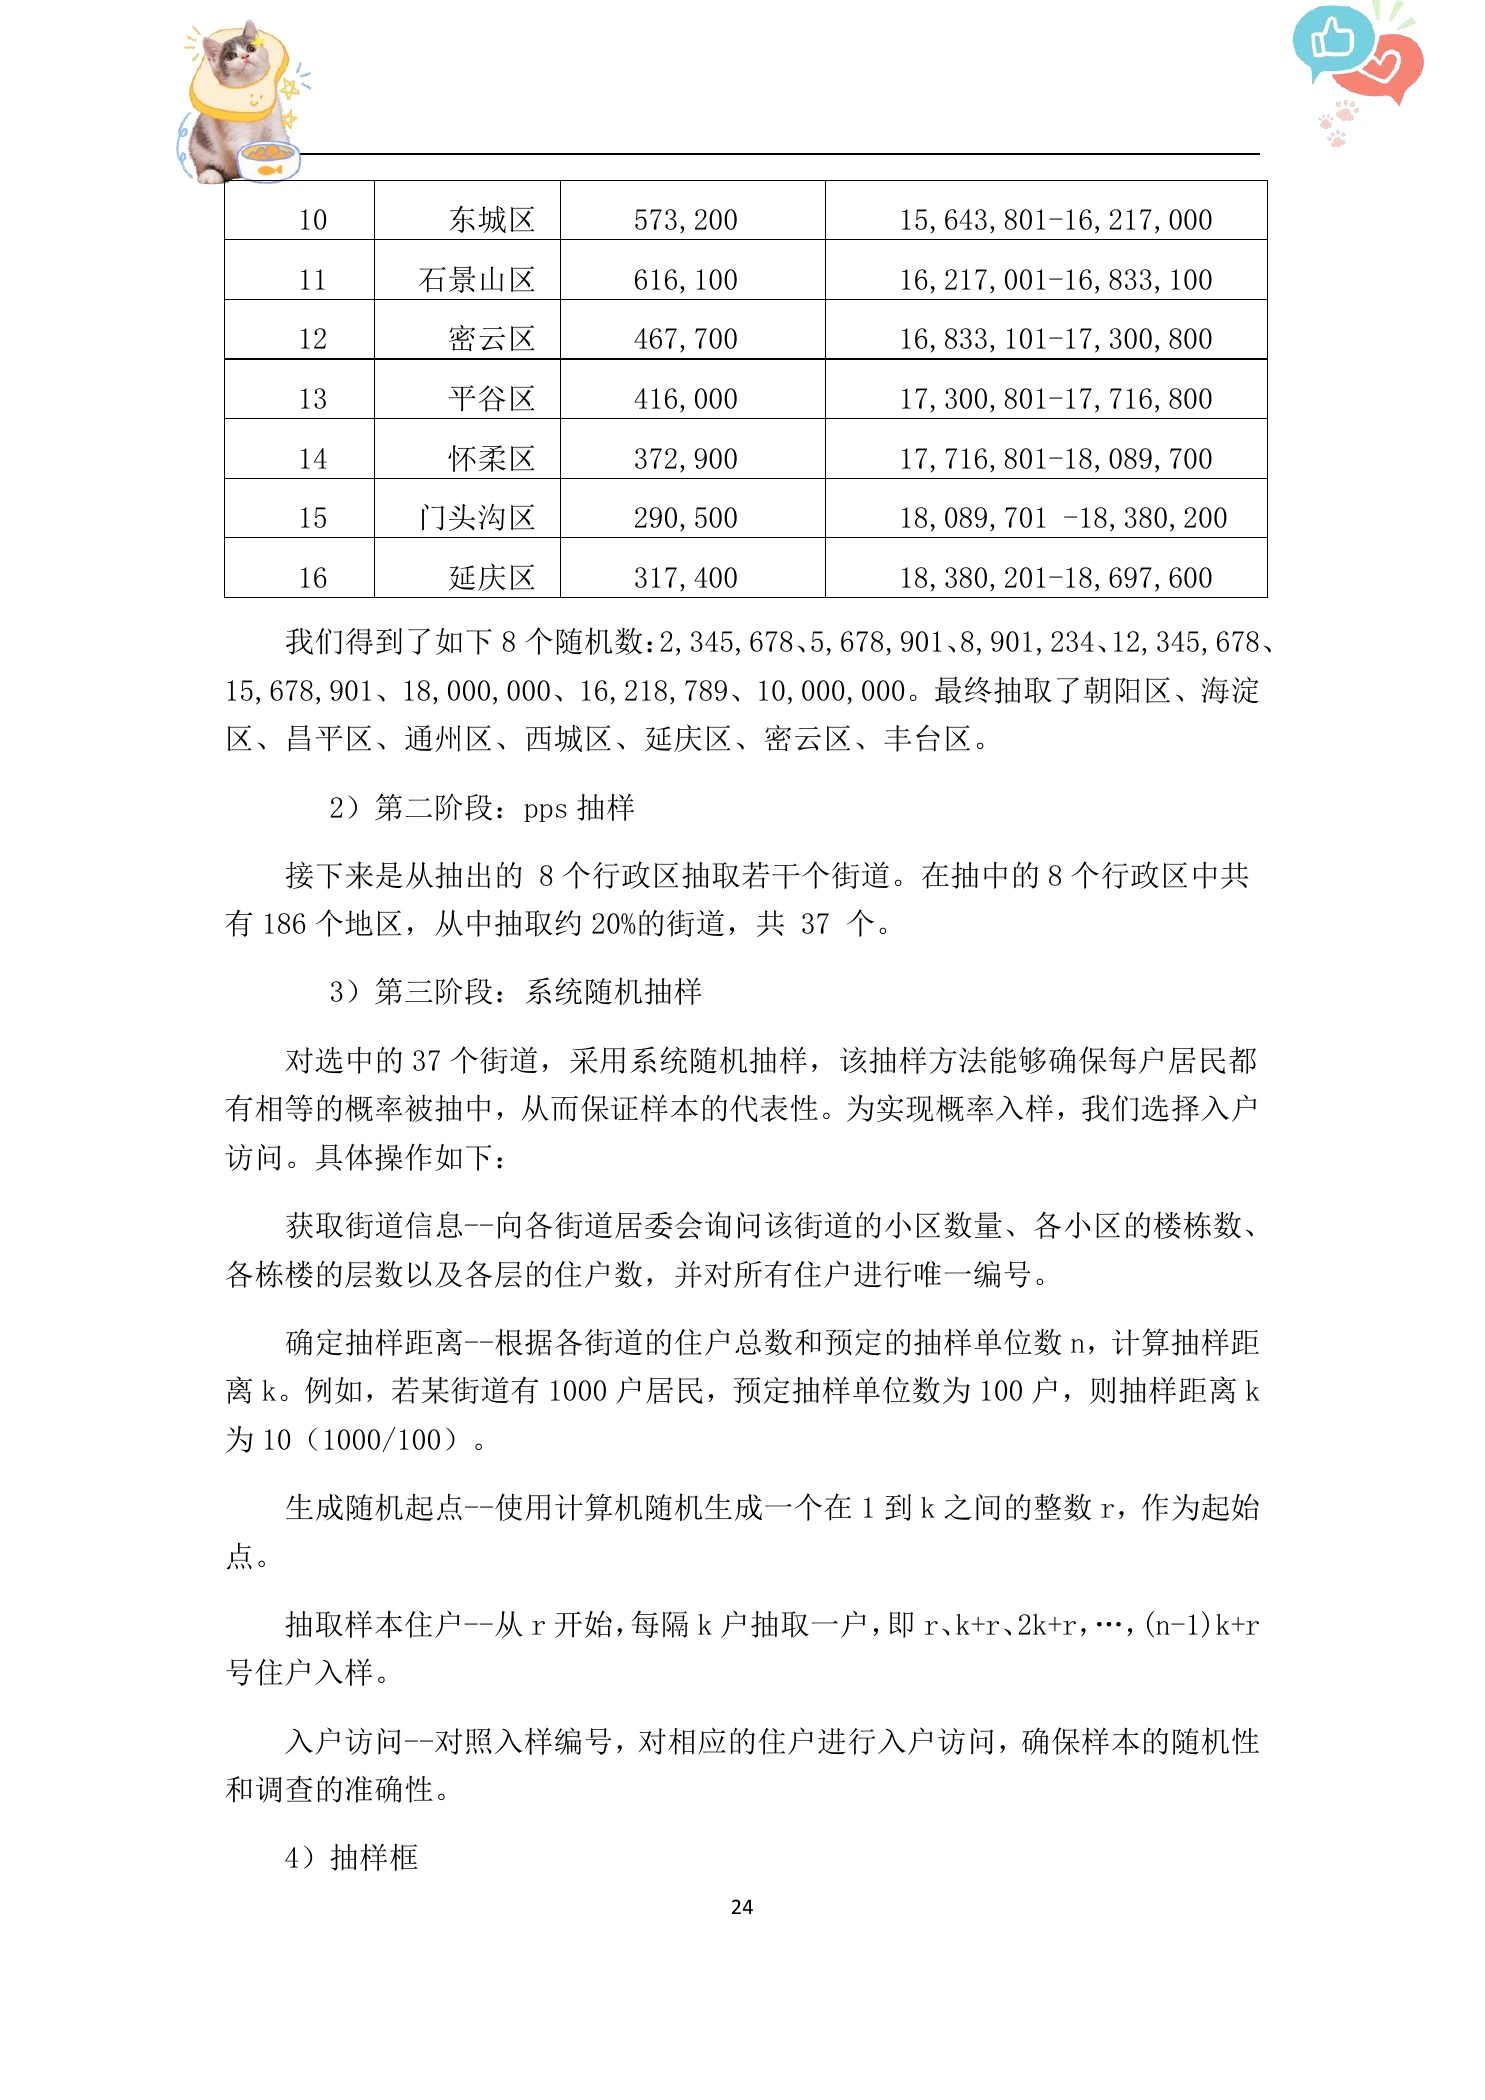 10 东城区 573,200 15,643,801-16,217,000
11 石景山区 616,100 16,217,001-16,833,100
12 密云区 467,700 16,833,101-17,300,800
13 平谷区 416,000 17,300,801-17,716,800
14 怀柔区 372,900 17,716,801-18,089,700
15 门头沟区 290,500 18,089,701 -18,380,200
16 延庆区 317,400 18,380,201-18,697,600
我们得到了如下 8 个随机数:2,345,678、5,678,901、8,901,234、12,345,678、
15,678,901、18,000,000、16,218,789、10,000,000。最终抽取了朝阳区、海淀
区、昌平区、通州区、西城区、延庆区、密云区、丰台区。
2）第二阶段：pps 抽样
接下来是从抽出的 8 个行政区抽取若干个街道。在抽中的 8 个行政区中共
有 186 个地区，从中抽取约 20%的街道，共 37 个。
3）第三阶段：系统随机抽样
对选中的 37 个街道，采用系统随机抽样，该抽样方法能够确保每户居民都
有相等的概率被抽中，从而保证样本的代表性。为实现概率入样，我们选择入户
访问。具体操作如下：
获取街道信息--向各街道居委会询问该街道的小区数量、各小区的楼栋数、
各栋楼的层数以及各层的住户数，并对所有住户进行唯一编号。
确定抽样距离--根据各街道的住户总数和预定的抽样单位数 n，计算抽样距
离 k。例如，若某街道有 1000 户居民，预定抽样单位数为 100 户，则抽样距离 k
为 10（1000/100）。
生成随机起点--使用计算机随机生成一个在 1 到 k 之间的整数 r，作为起始
点。
抽取样本住户--从 r 开始，每隔 k 户抽取一户，即 r、k+r、2k+r，…，(n-1)k+r
号住户入样。
入户访问--对照入样编号，对相应的住户进行入户访问，确保样本的随机性
和调查的准确性。
4）抽样框
24